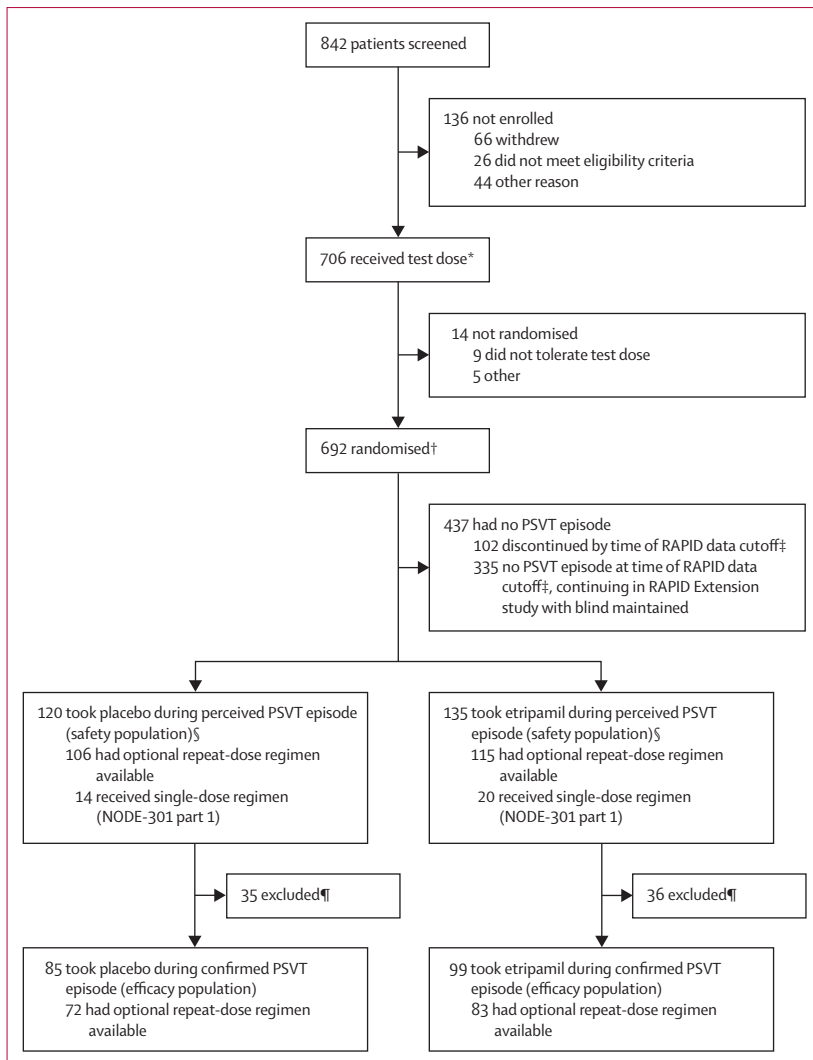 842 patients screened
136 not enrolled
66 withdrew
26 did not meet eligibility criteria
44 other reason
706 received test dose*
14 not randomised
9 did not tolerate test dose
5 other
692 randomised†
437 had no PSVT episode
102 discontinued by time of RAPID data cutoff‡
335 no PSVT episode at time of RAPID data
cutoff‡, continuing in RAPID Extension
study with blind maintained
120 took placebo during perceived PSVT episode
(safety population)§
106 had optional repeat-dose regimen
available
14 received single-dose regimen
(NODE-301 part 1)
135 took etripamil during perceived PSVT
episode (safety population)§
115 had optional repeat-dose regimen
available
20 received single-dose regimen
(NODE-301 part 1)
35 excluded¶
36 excluded¶
85 took placebo during confirmed PSVT
episode (efficacy population)
72 had optional repeat-dose regimen
available
99 took etripamil during confirmed PSVT
episode (efficacy population)
83 had optional repeat-dose regimen
available